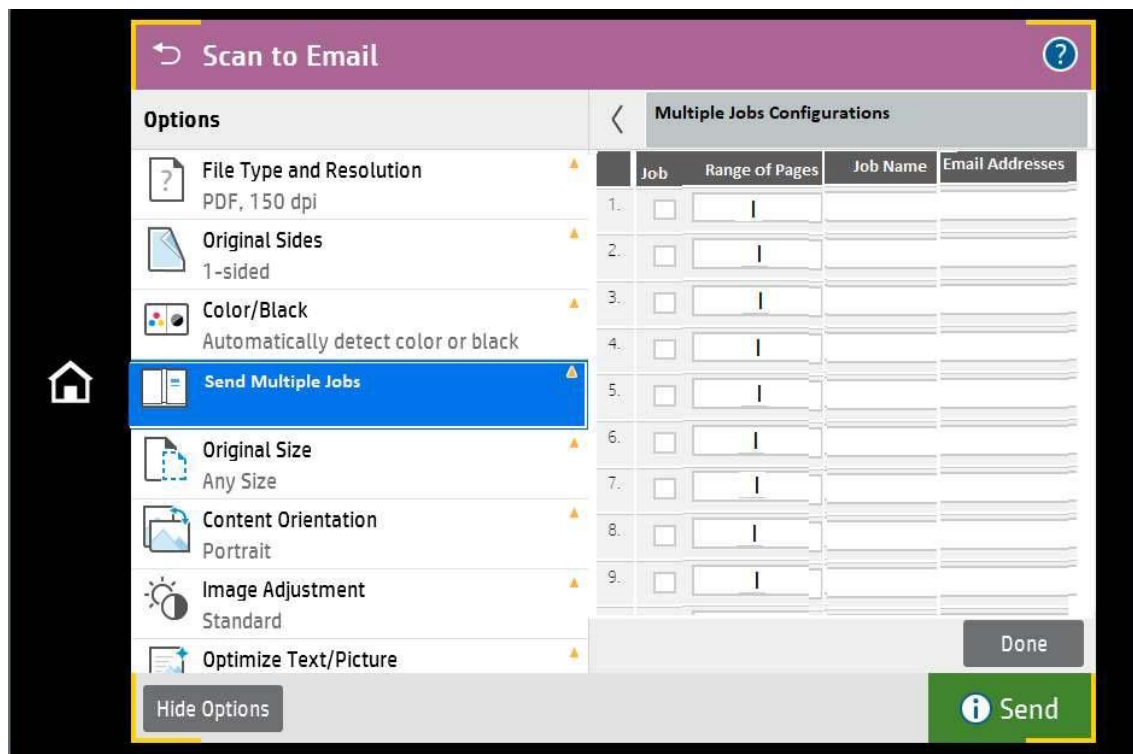 Scan to Email
?
Options
Multiple Jobs Configurations
File Type and Resolution
PDF, 150 dpi
Original Sides
1-sided
Color/Black
Automatically detect color or black
Send Multiple Jobs
Original Size
Any Size
Content Orientation
Portrait
Image Adjustment
Standard
Optimize Text/Picture
Job Range of Pages Job Name Email Addresses
1.
2.
3.
4.
5.
6.
7.
8.
9.
Done
Hide Options
Send